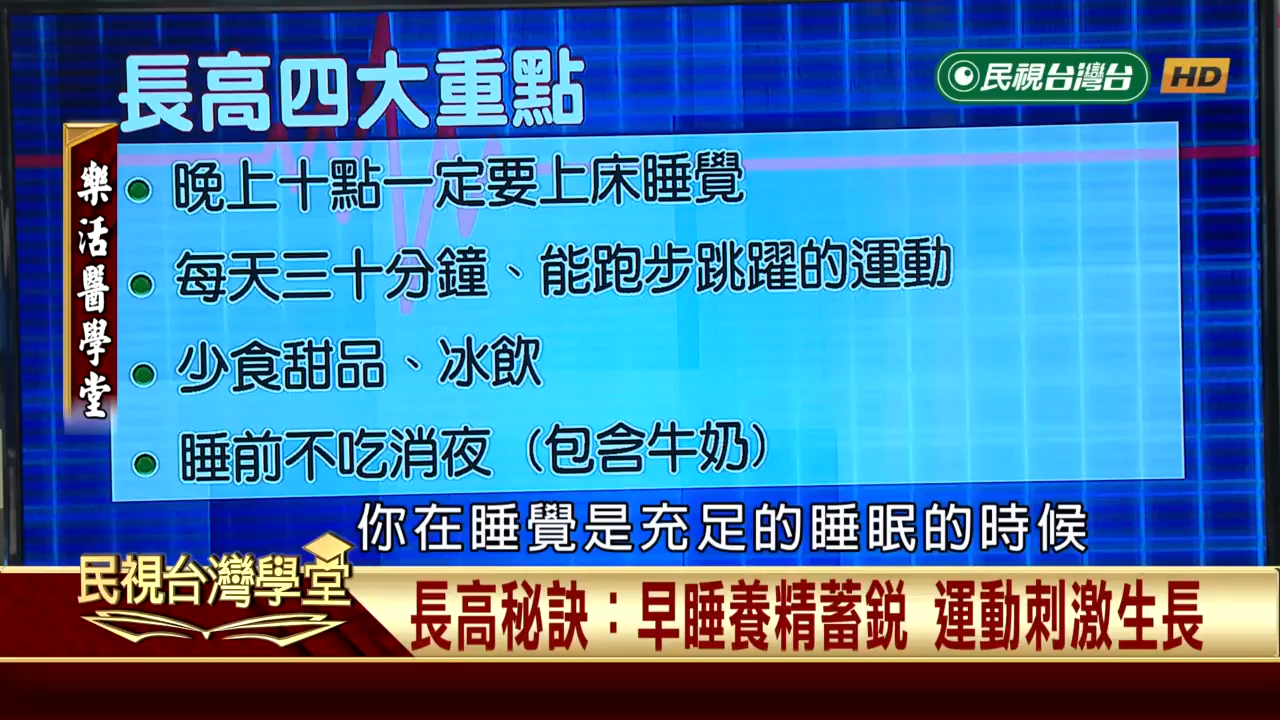 長高四大重點
民視台灣台 HD
樂活醫學堂
晚上十點一定要上床睡覺
每天三十分鐘、能跑步跳躍的運動
少食甜品、冰飲
睡前不吃消夜（包含牛奶）
你在睡覺是充足的睡眠的時候
民視台灣學堂
長高秘訣：早睡養精蓄銳 運動刺激生長